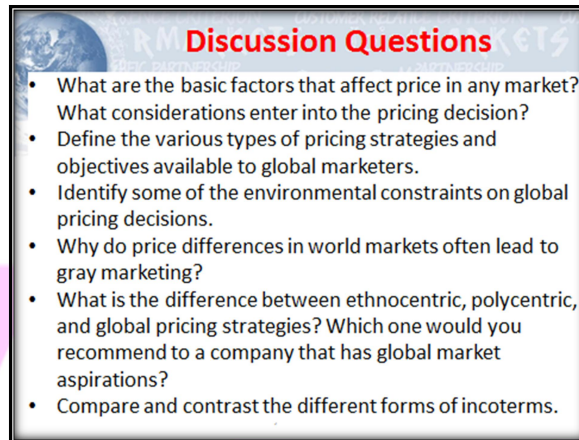 Discussion Questions
• What are the basic factors that affect price in any market?
What considerations enter into the pricing decision?
• Define the various types of pricing strategies and
objectives available to global marketers.
• Identify some of the environmental constraints on global
pricing decisions.
• Why do price differences in world markets often lead to
gray marketing?
• What is the difference between ethnocentric, polycentric,
and global pricing strategies? Which one would you
recommend to a company that has global market
aspirations?
• Compare and contrast the different forms of incoterms.